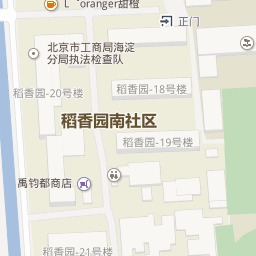 L゛oranger甜橙
正门
北京市工商局海淀
分局执法检查队
稻香园-20号楼
稻香园-18号楼
稻香园南社区
稻香园-19号楼
禹钧都商店
稻香园-21号楼